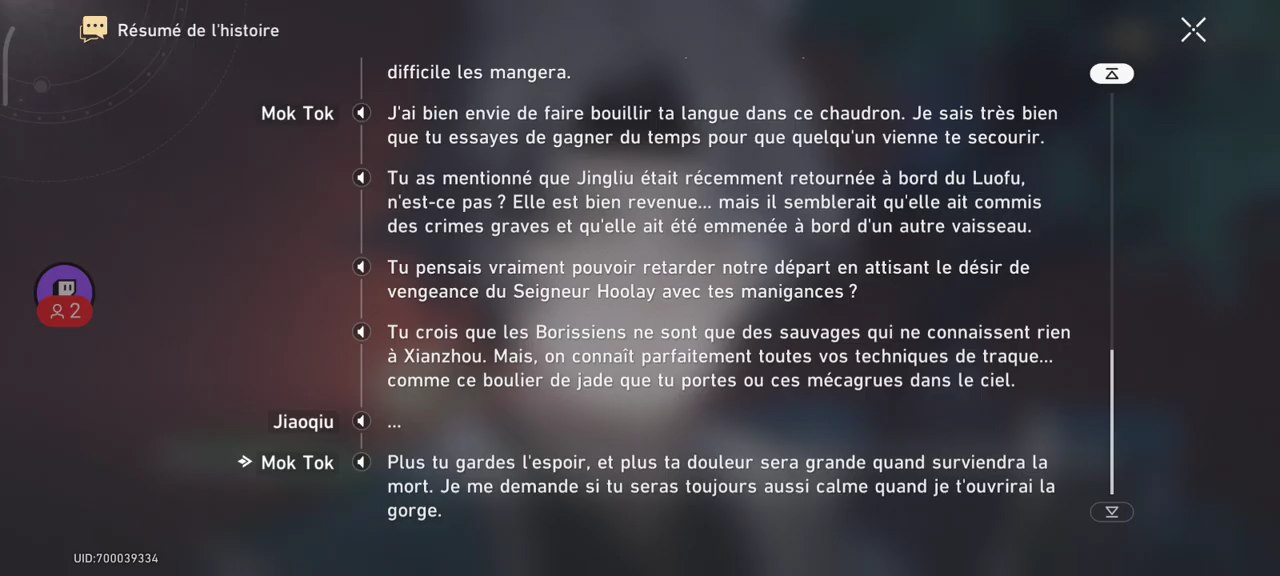 Résumé de l'histoire
difficile les mangera.
Mok Tok
J'ai bien envie de faire bouillir ta langue dans ce chaudron. Je sais très bien
que tu essayes de gagner du temps pour que quelqu'un vienne te secourir.
Tu as mentionné que Jingliu était récemment retournée à bord du Luofu,
n'est-ce pas ? Elle est bien revenue... mais il semblerait qu'elle ait commis
des crimes graves et qu'elle ait été emmenée à bord d'un autre vaisseau.
Tu pensais vraiment pouvoir retarder notre départ en attisant le désir de
vengeance du Seigneur Hoolay avec tes manigances ?
Tu crois que les Borissiens ne sont que des sauvages qui ne connaissent rien
à Xianzhou. Mais, on connaît parfaitement toutes vos techniques de traque...
comme ce boulier de jade que tu portes ou ces mécagrues dans le ciel.
Jiaoqiu
...
Mok Tok
Plus tu gardes l'espoir, et plus ta douleur sera grande quand surviendra la
mort. Je me demande si tu seras toujours aussi calme quand je t'ouvrirai la
gorge.
2
UID:700039334